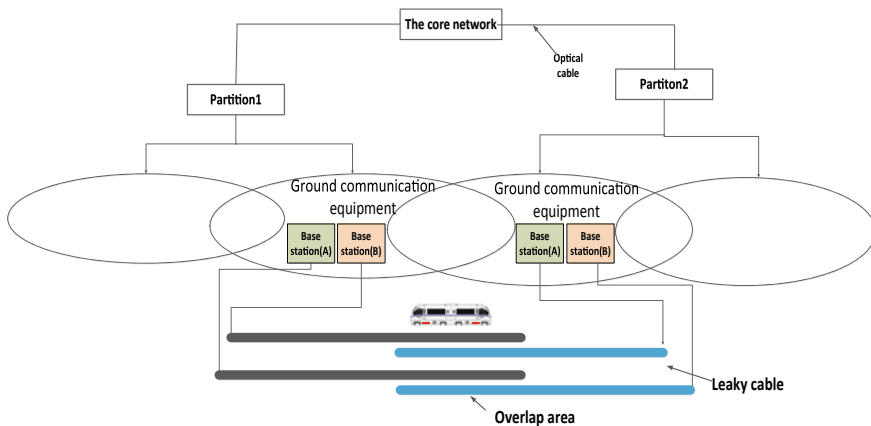 The core network
Optical
cable
Partition1
Partiton2
Ground communication
equipment
Base
station(A)
Base
station(B)
Ground communication
equipment
Base
station(A)
Base
station(B)
Leaky cable
Overlap area